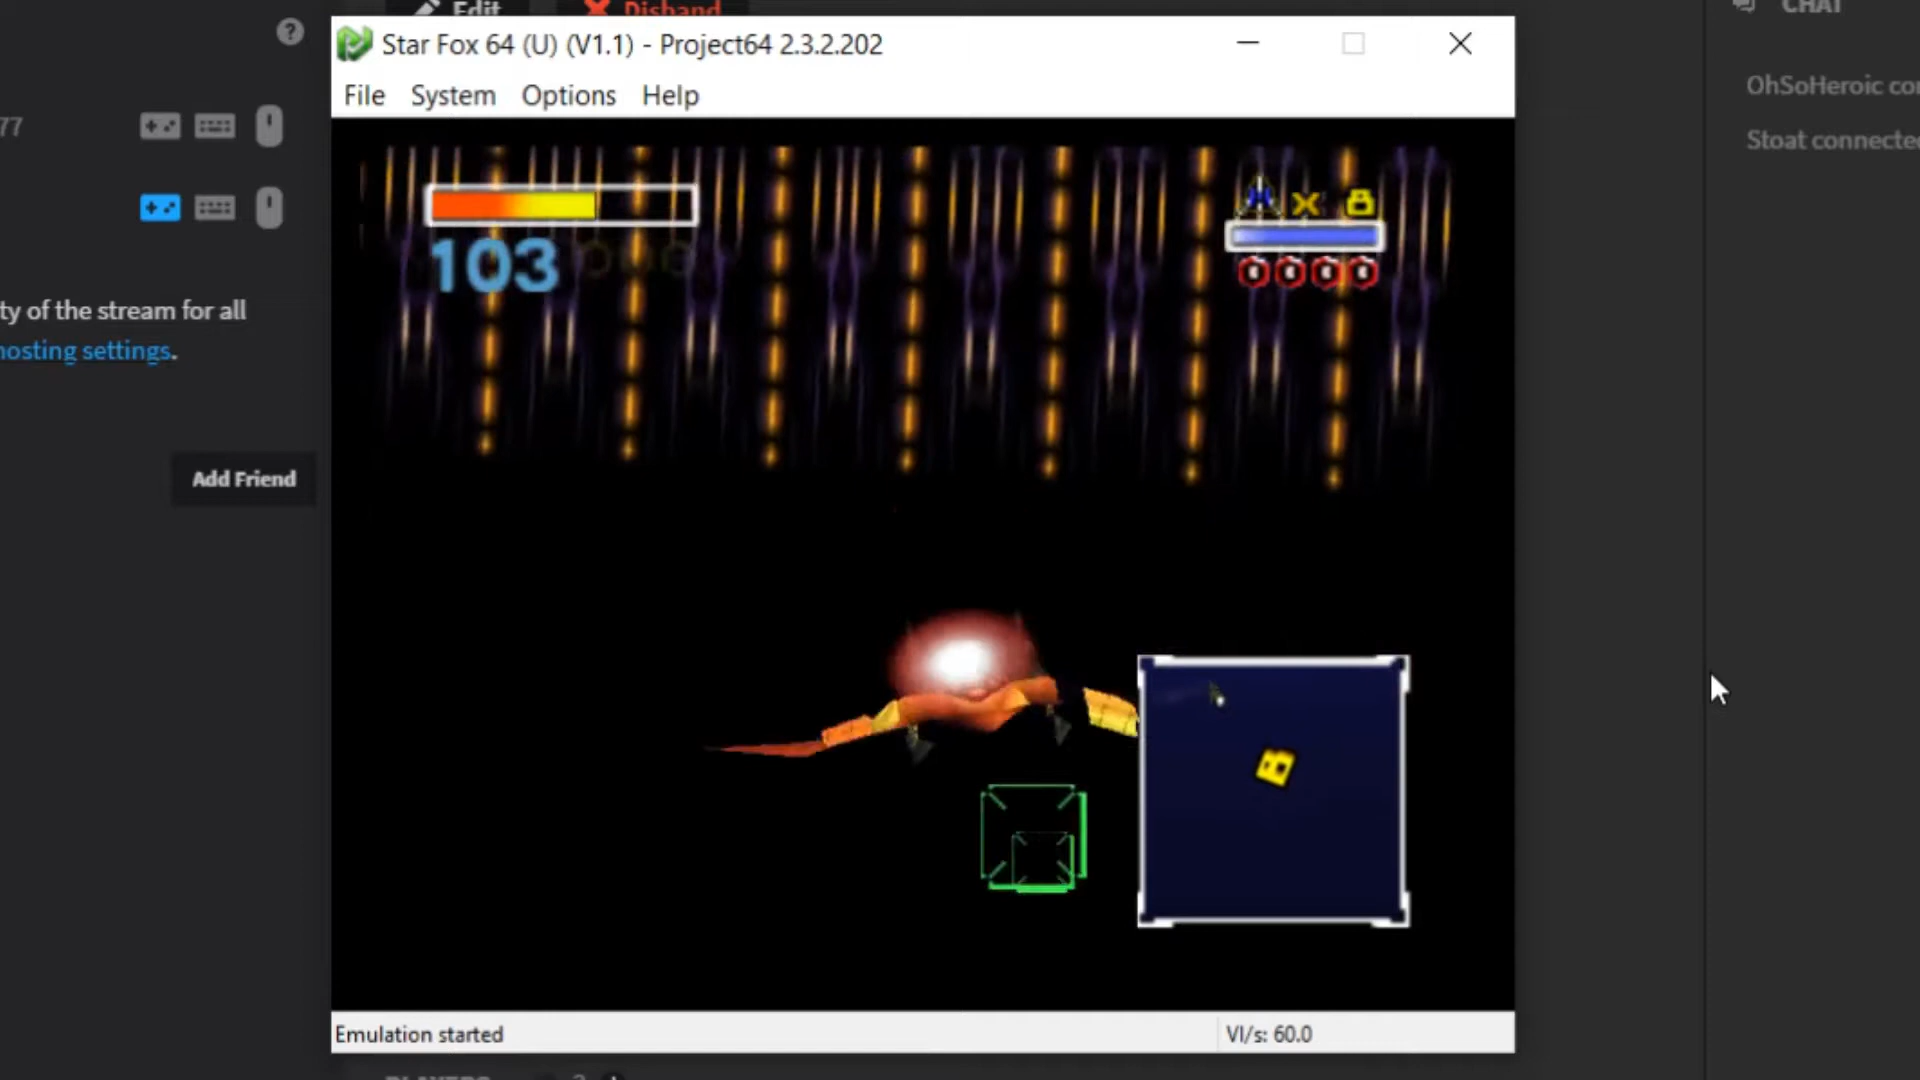 Edit
Disband
CHAT
?
Star Fox 64 (U) (V1.1) - Project64 2.3.2.202
File System Options Help
OhSoHeroic co
77
Stoat connecte
103
ty of the stream for all
hosting settings.
Add Friend
B
Emulation started
VI/s: 60.0